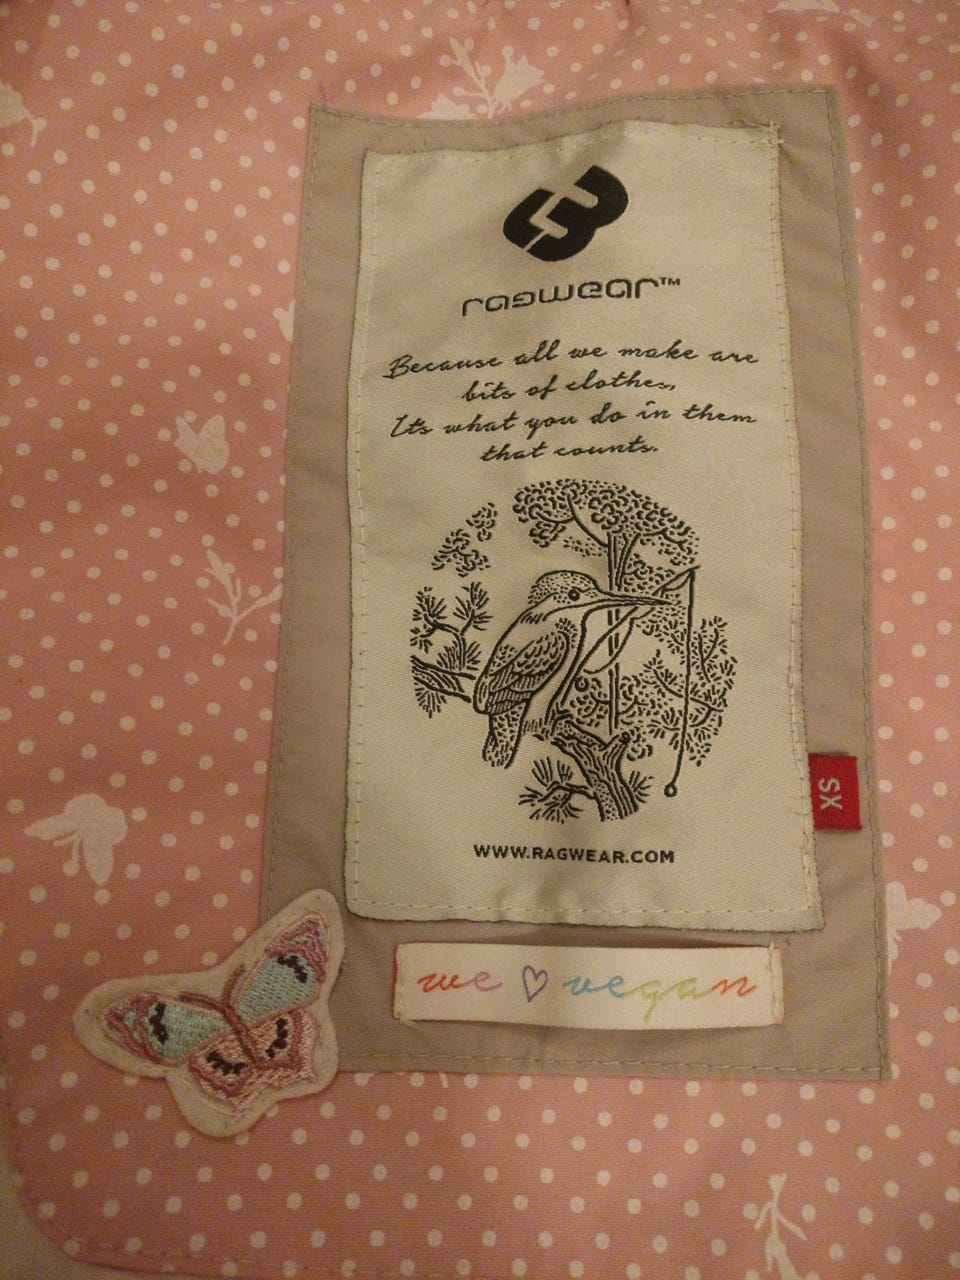 ragwear™
Because all we make are
bits of clothes,
Its what you do in them
that counts.
XS
WWW.RAGWEAR.COM
we ♡ vegan